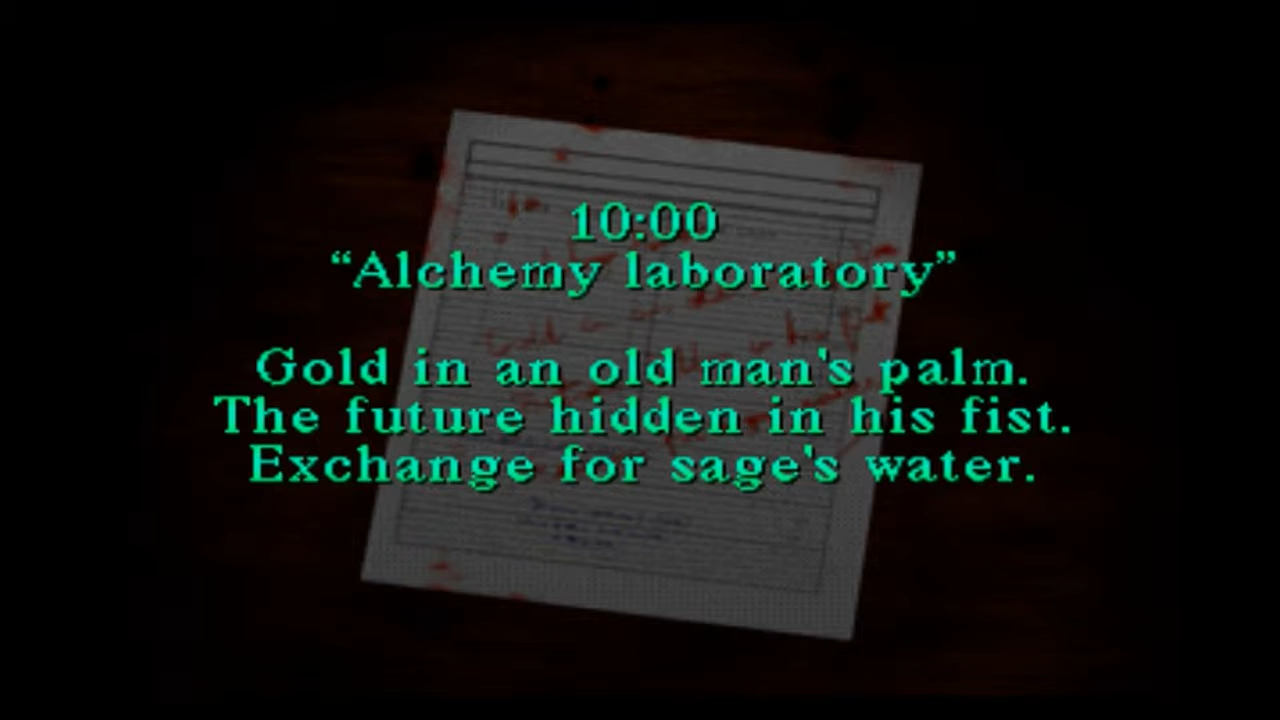 10:00
“Alchemy laboratory”
Gold in an old man's palm.
The future hidden in his fist.
Exchange for sage's water.